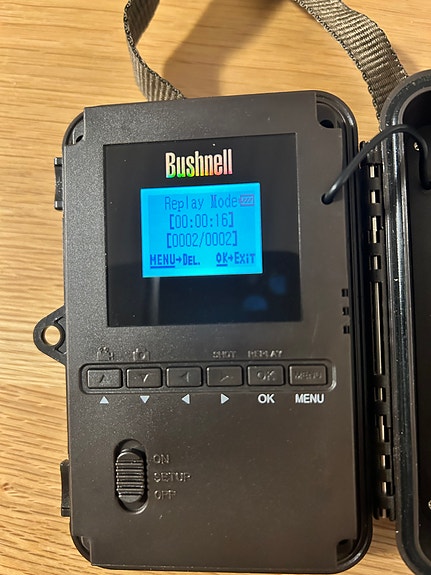 Bushnell
Replay Mode
[00:00:16]
[0002/0002]
MENU→DEL. OK→EXIT
SHOT REPLAY
OK MENU
OK MENU
ON
SETUP
OFF